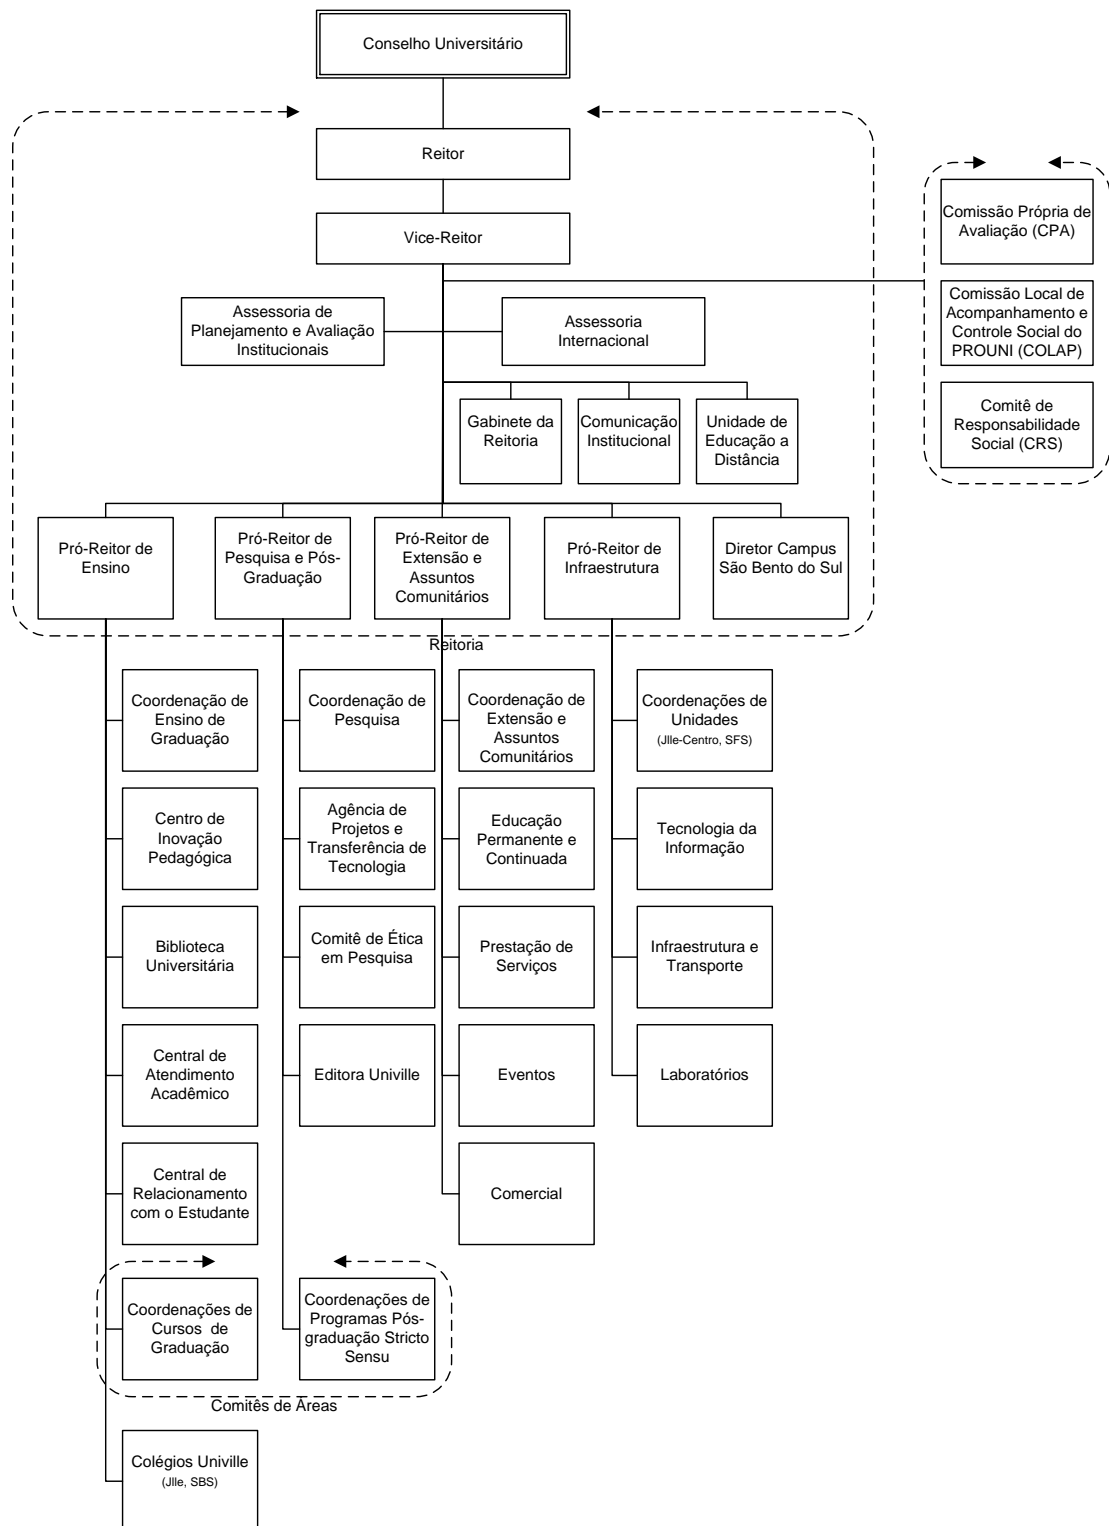 Conselho Universitário
Reitor
Vice-Reitor
Comissão Própria de
Avaliação (CPA)
Comissão Local de
Acompanhamento e
Controle Social do
PROUNI (COLAP)
Comitê de
Responsabilidade
Social (CRS)
Assessoria de
Planejamento e Avaliação
Institucionais
Assessoria
Internacional
Gabinete da
Reitoria
Comunicação
Institucional
Unidade de
Educação a
Distância
Pró-Reitor de
Ensino
Pró-Reitor de
Pesquisa e Pós-
Graduação
Pró-Reitor de
Extensão e
Assuntos
Comunitários
Pró-Reitor de
Infraestrutura
Diretor Campus
São Bento do Sul
Reitoria
Coordenação de
Ensino de
Graduação
Coordenação de
Pesquisa
Coordenação de
Extensão e
Assuntos
Comunitários
Coordenações de
Unidades
(Jlle-Centro, SFS)
Centro de
Inovação
Pedagógica
Agência de
Projetos e
Transferência de
Tecnologia
Educação
Permanente e
Continuada
Tecnologia da
Informação
Biblioteca
Universitária
Comitê de Ética
em Pesquisa
Prestação de
Serviços
Infraestrutura e
Transporte
Central de
Atendimento
Acadêmico
Editora Univille
Eventos
Laboratórios
Central de
Relacionamento
com o Estudante
Comercial
Coordenações de
Cursos  de
Graduação
Coordenações de
Programas Pós-
graduação Stricto
Sensu
Comitês de Áreas
Colégios Univille
(Jlle, SBS)